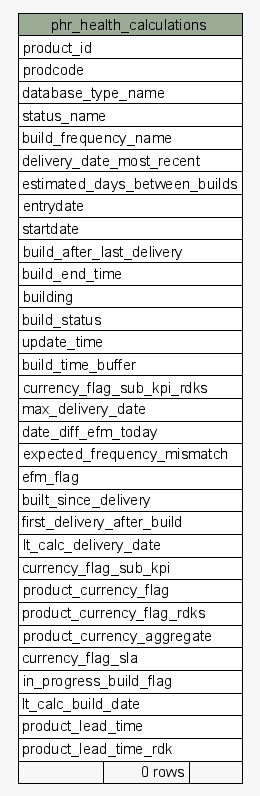 phr_health_calculations
product_id
prodcode
database_type_name
status_name
build_frequency_name
delivery_date_most_recent
estimated_days_between_builds
entrydate
startdate
build_after_last_delivery
build_end_time
building
build_status
update_time
build_time_buffer
currency_flag_sub_kpi_rdks
max_delivery_date
date_diff_efm_today
expected_frequency_mismatch
efm_flag
built_since_delivery
first_delivery_after_build
lt_calc_delivery_date
currency_flag_sub_kpi
product_currency_flag
product_currency_flag_rdks
product_currency_aggregate
currency_flag_sla
in_progress_build_flag
lt_calc_build_date
product_lead_time
product_lead_time_rdk
0 rows